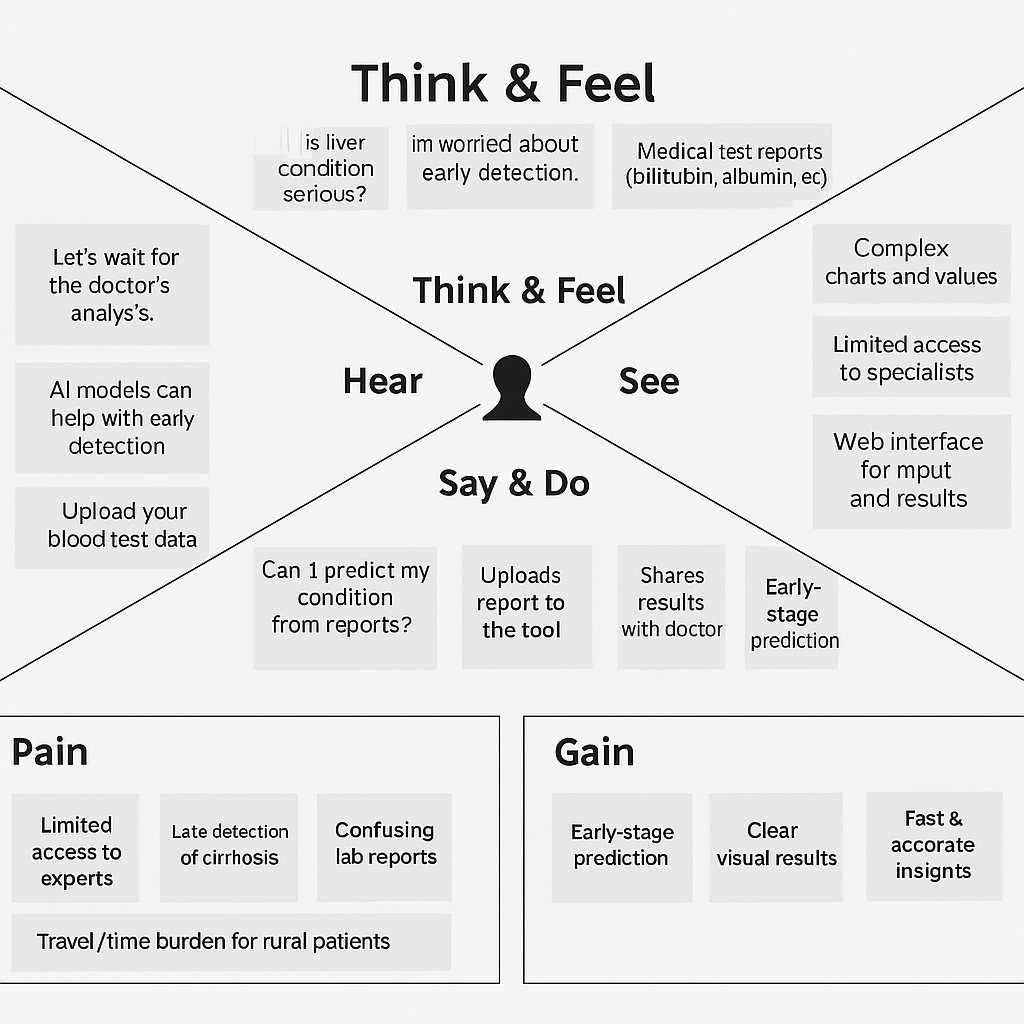 Think & Feel
is liver
condition
serious?
im worried about
early detection.
Medical test reports
(bilitubin, albumin, ec)
Let's wait for
the doctor's
analys's.
AI models can
help with early
detection
Upload your
blood test data
Think & Feel
Hear
See
Say & Do
Complex
charts and values
Limited access
to specialists
Web interface
for mput
and results
Can 1 predict my
condition
from reports?
Uploads
report to
the tool
Shares
results
with doctor
Early-
stage
prediction
Pain
Limited
access to
experts
Late detection
of cirrhosis
Confusing
lab reports
Travel/time burden for rural patients
Gain
Early-stage
prediction
Clear
visual results
Fast &
accorate
insignts